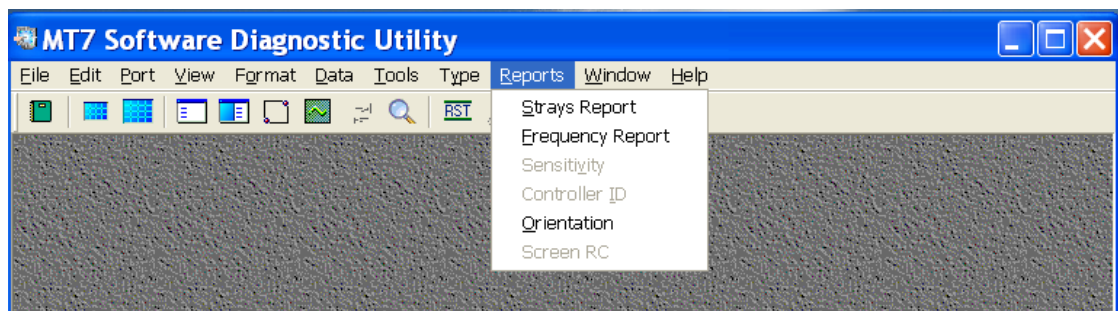 MT7 Software Diagnostic Utility
File Edit Port View Format Data Tools Type Reports Window Help
RST
Strays Report
Frequency Report
Sensitivity
Controller ID
Orientation
Screen RC